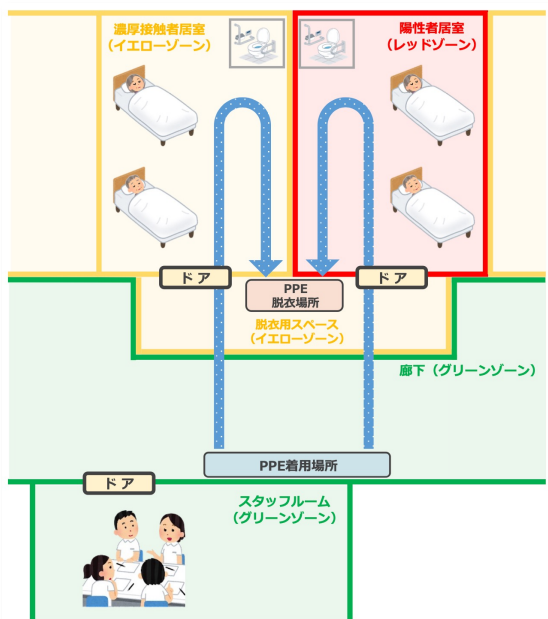 濃厚接触者居室
（イエローゾーン）
陽性者居室
（レッドゾーン）
ドア
ドア
PPE
脱衣場所
脱衣用スペース
（イエローゾーン）
廊下（グリーンゾーン）
PPE着用場所
ドア
スタッフルーム
（グリーンゾーン）